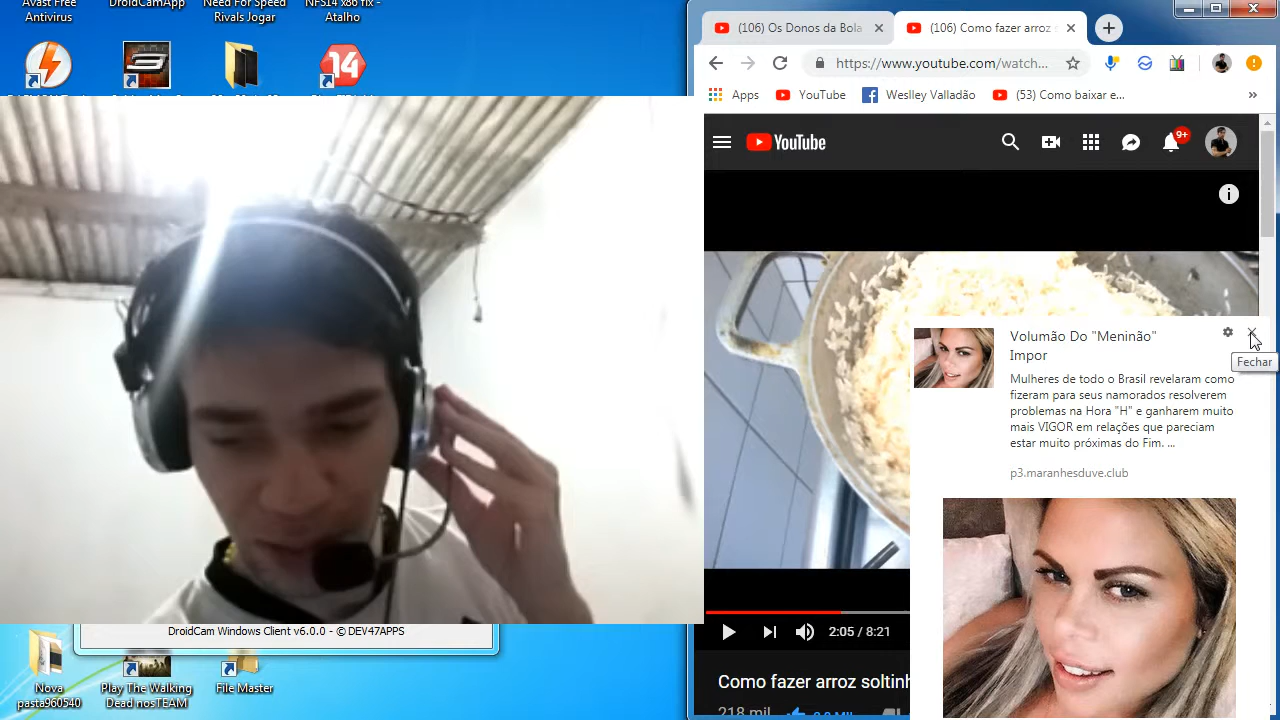 Avast Free
Antivirus
DroidCamApp
Need For Speed
Rivals Jogar
NFS14 x86 fix -
Atalho
14
(106) Os Donos da Bola
(106) Como fazer arroz s
https://www.youtube.com/watch...
Apps
YouTube
Weslley Valladão
(53) Como baixar e...
»
YouTube
9+
Volumão Do "Meninão"
Impor
Fechar
Mulheres de todo o Brasil revelaram como
fizeram para seus namorados resolverem
problemas na Hora "H" e ganharem muito
mais VIGOR em relações que pareciam
estar muito próximas do Fim. ...
p3.maranhesduve.club
2:05 / 8:21
Como fazer arroz soltinh
218 mil
DroidCam Windows Client v6.0.0 - © DEV47APPS
Nova
pasta960540
Play The Walking
Dead nosTEAM
File Master